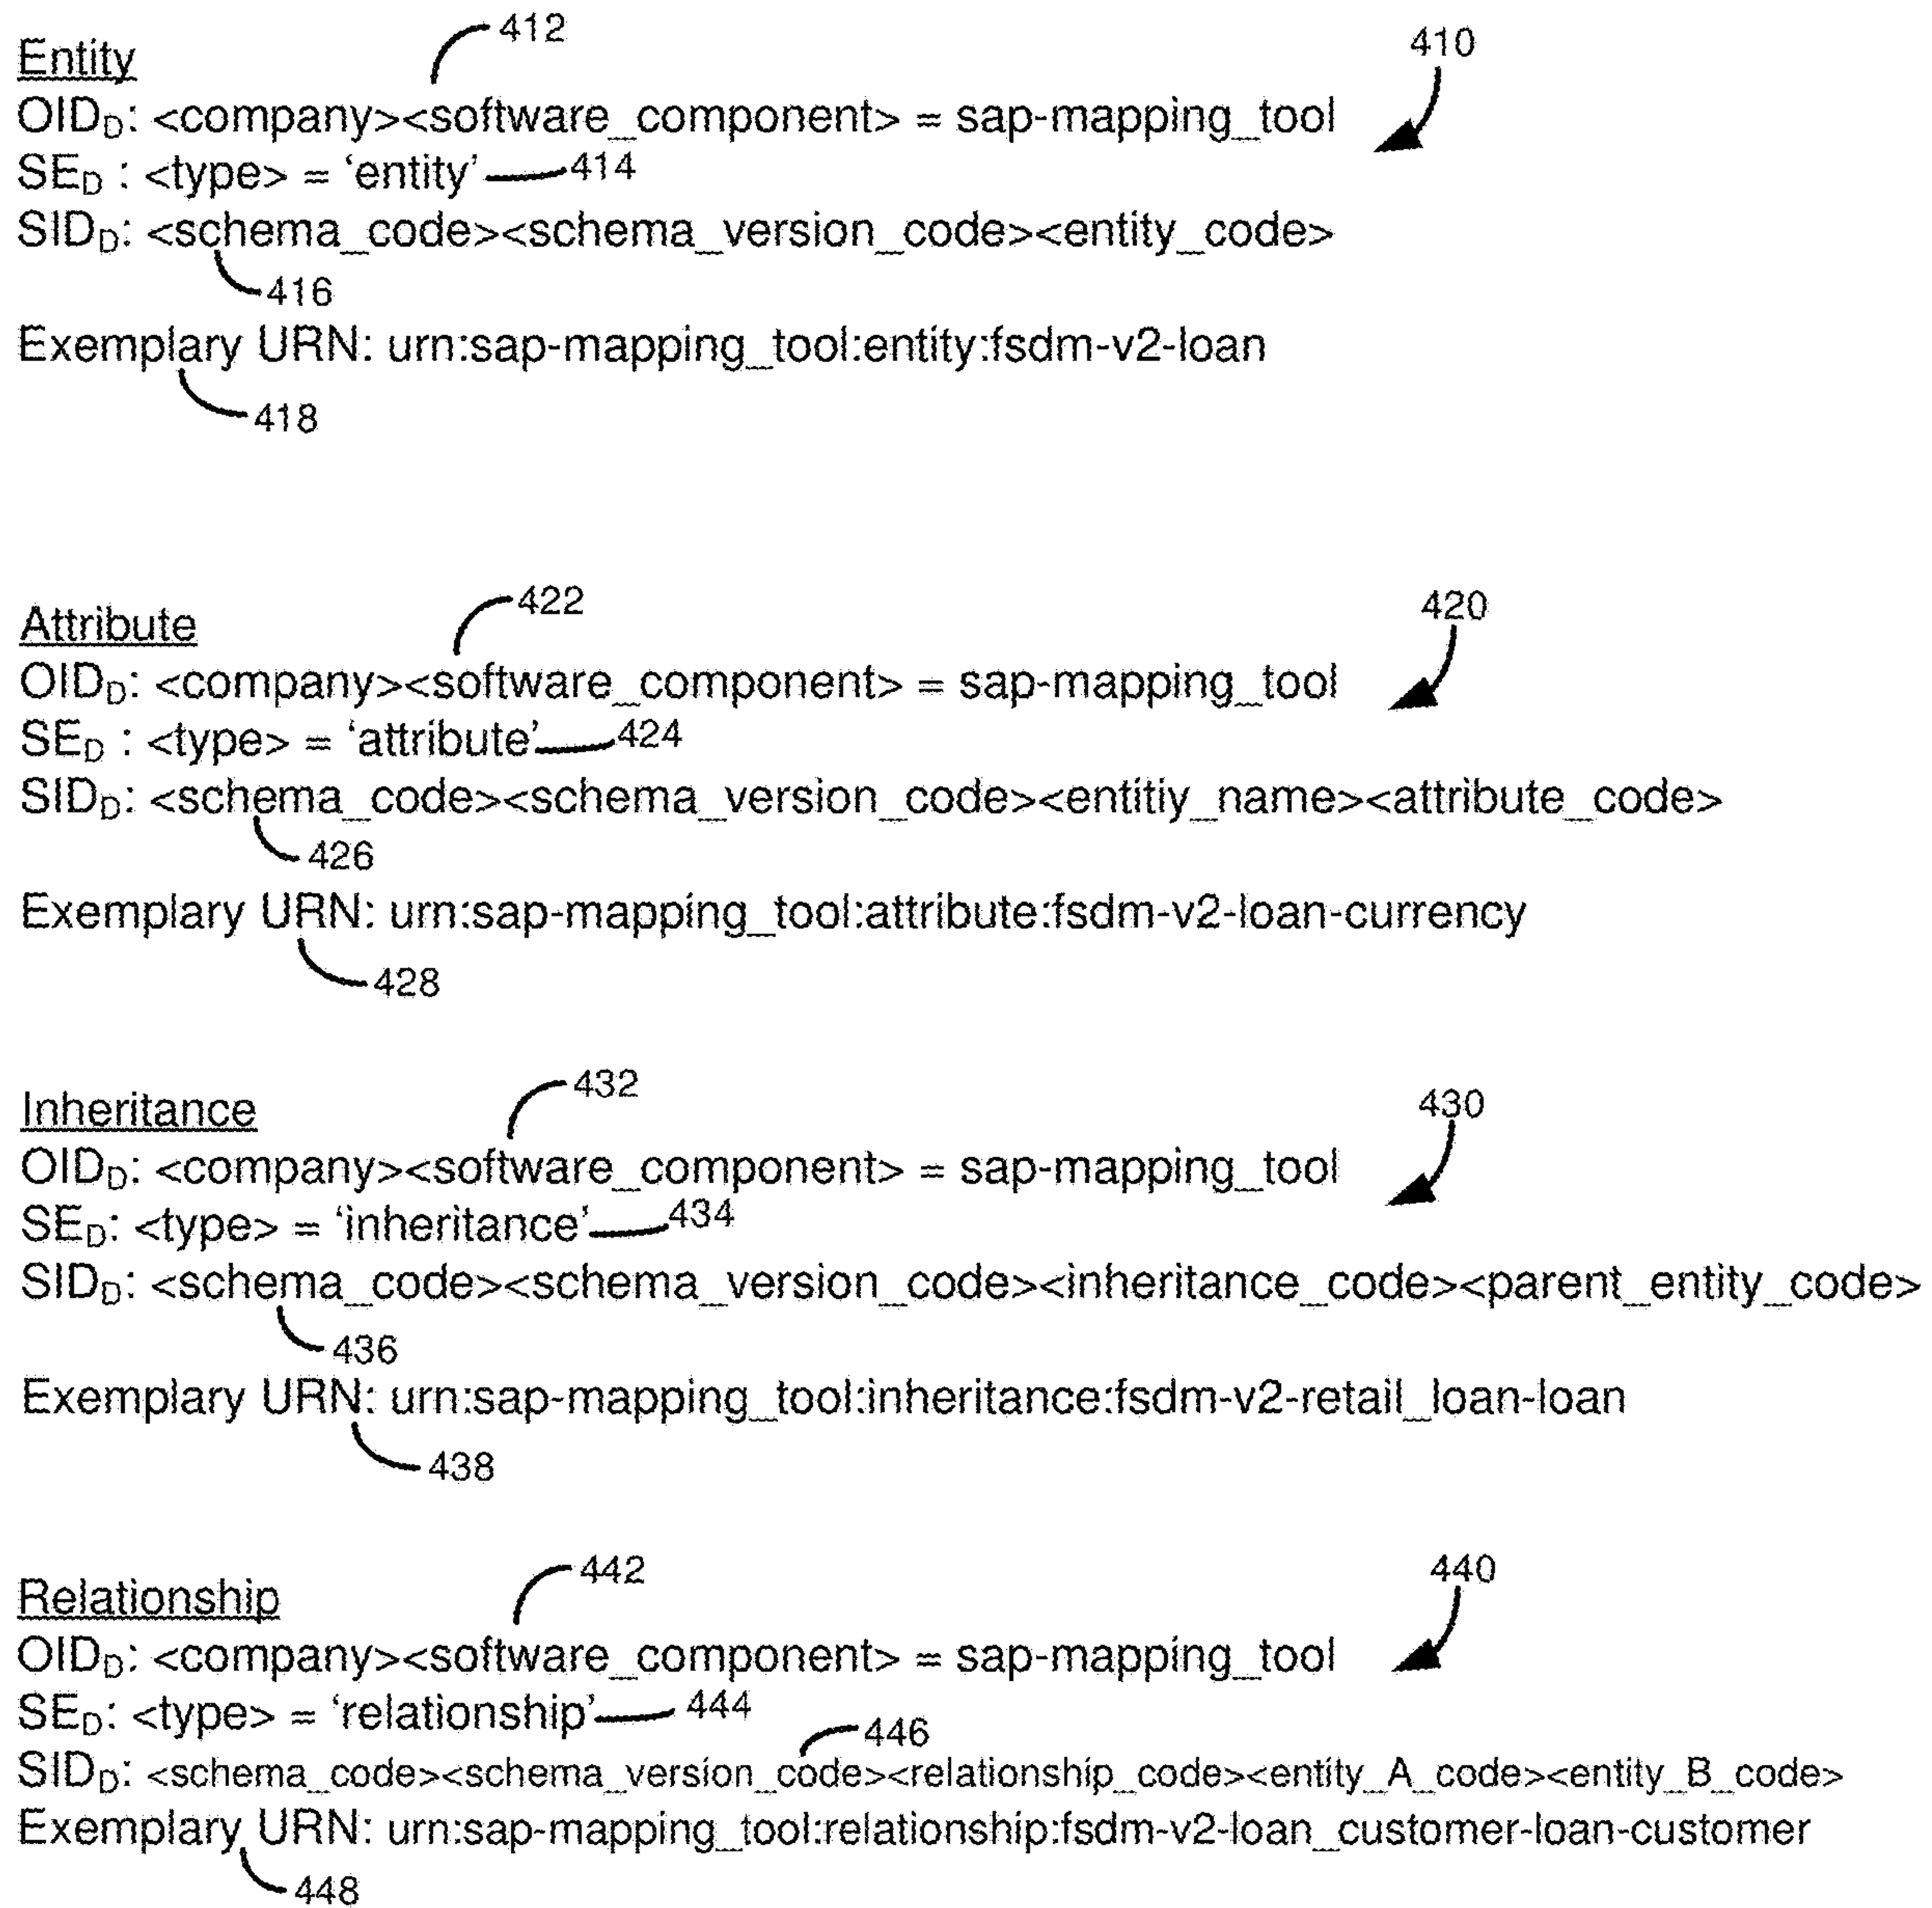 412
410
Entity
OIDD: <company><software_component> = sap-mapping_tool
SED : <type> = ‘entity’ 414
SIDD: <schema_code><schema_version_code><entity_code>
416
Exemplary URN: urn:sap-mapping_tool:entity:fsdm-v2-loan
418
422
420
Attribute
OIDD: <company><software_component> = sap-mapping_tool
SED : <type> = ‘attribute’ 424
SIDD: <schema_code><schema_version_code><entitiy_name><attribute_code>
426
Exemplary URN: urn:sap-mapping_tool:attribute:fsdm-v2-loan-currency
428
432
430
Inheritance
OIDD: <company><software_component> = sap-mapping_tool
SED: <type> = ‘inheritance’ 434
SIDD: <schema_code><schema_version_code><inheritance_code><parent_entity_code>
436
Exemplary URN: urn:sap-mapping_tool:inheritance:fsdm-v2-retail_loan-loan
438
442
440
Relationship
OIDD: <company><software_component> = sap-mapping_tool
SED: <type> = ‘relationship’ 444
446
SIDD: <schema_code><schema_version_code><relationship_code><entity_A_code><entity_B_code>
Exemplary URN: urn:sap-mapping_tool:relationship:fsdm-v2-loan_customer-loan-customer
448